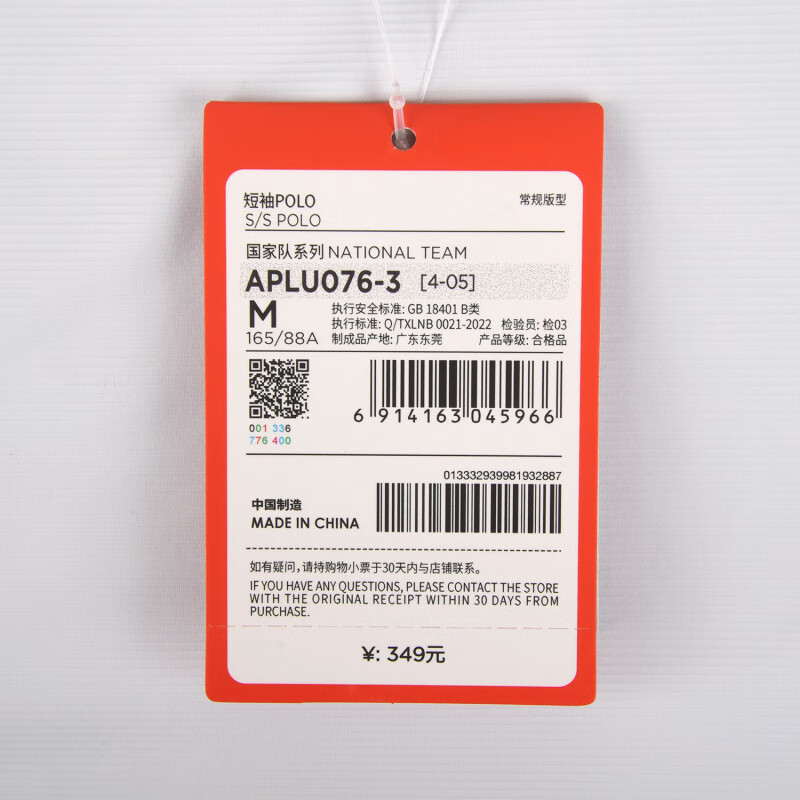 短袖POLO 常规版型
S/S POLO
国家队系列 NATIONAL TEAM
APLU076-3 [4-05]
M
165/88A
执行安全标准: GB 18401 B类
执行标准: Q/TXLNB 0021-2022 检验员: 检03
制成品产地: 广东东莞 产品等级: 合格品
001 336
776 400
6 914163 045966
013332939981932887
中国制造
MADE IN CHINA
如有疑问,请持购物小票于30天内与店铺联系。
IF YOU HAVE ANY QUESTIONS, PLEASE CONTACT THE STORE
WITH THE ORIGINAL RECEIPT WITHIN 30 DAYS FROM
PURCHASE.
¥: 349元